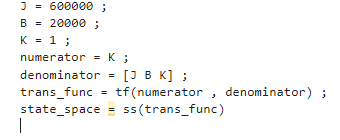 J = 600000 ;
B = 20000 ;
K = 1 ;
numerator = K ;
denominator = [J B K] ;
trans_func = tf(numerator , denominator) ;
state_space = ss(trans_func)